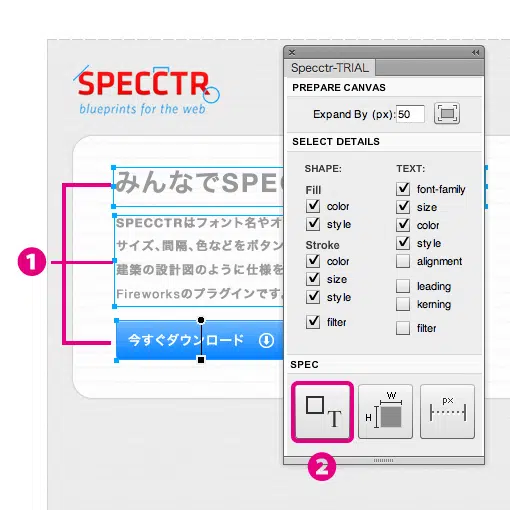 SPECCTR
blueprints for the web
みんなでSPE
SPECCTRはフォント名やオ
サイズ、間隔、色などをボタン
建築の設計図のように仕様を
Fireworksのプラグインです。
今すぐダウンロード
1
Specctr-TRIAL
PREPARE CANVAS
Expand By (px): 50
SELECT DETAILS
SHAPE:
Fill
color
style
Stroke
color
size
style
filter
TEXT:
font-family
size
color
style
alignment
leading
kerning
filter
SPEC
T
W
H
px
2